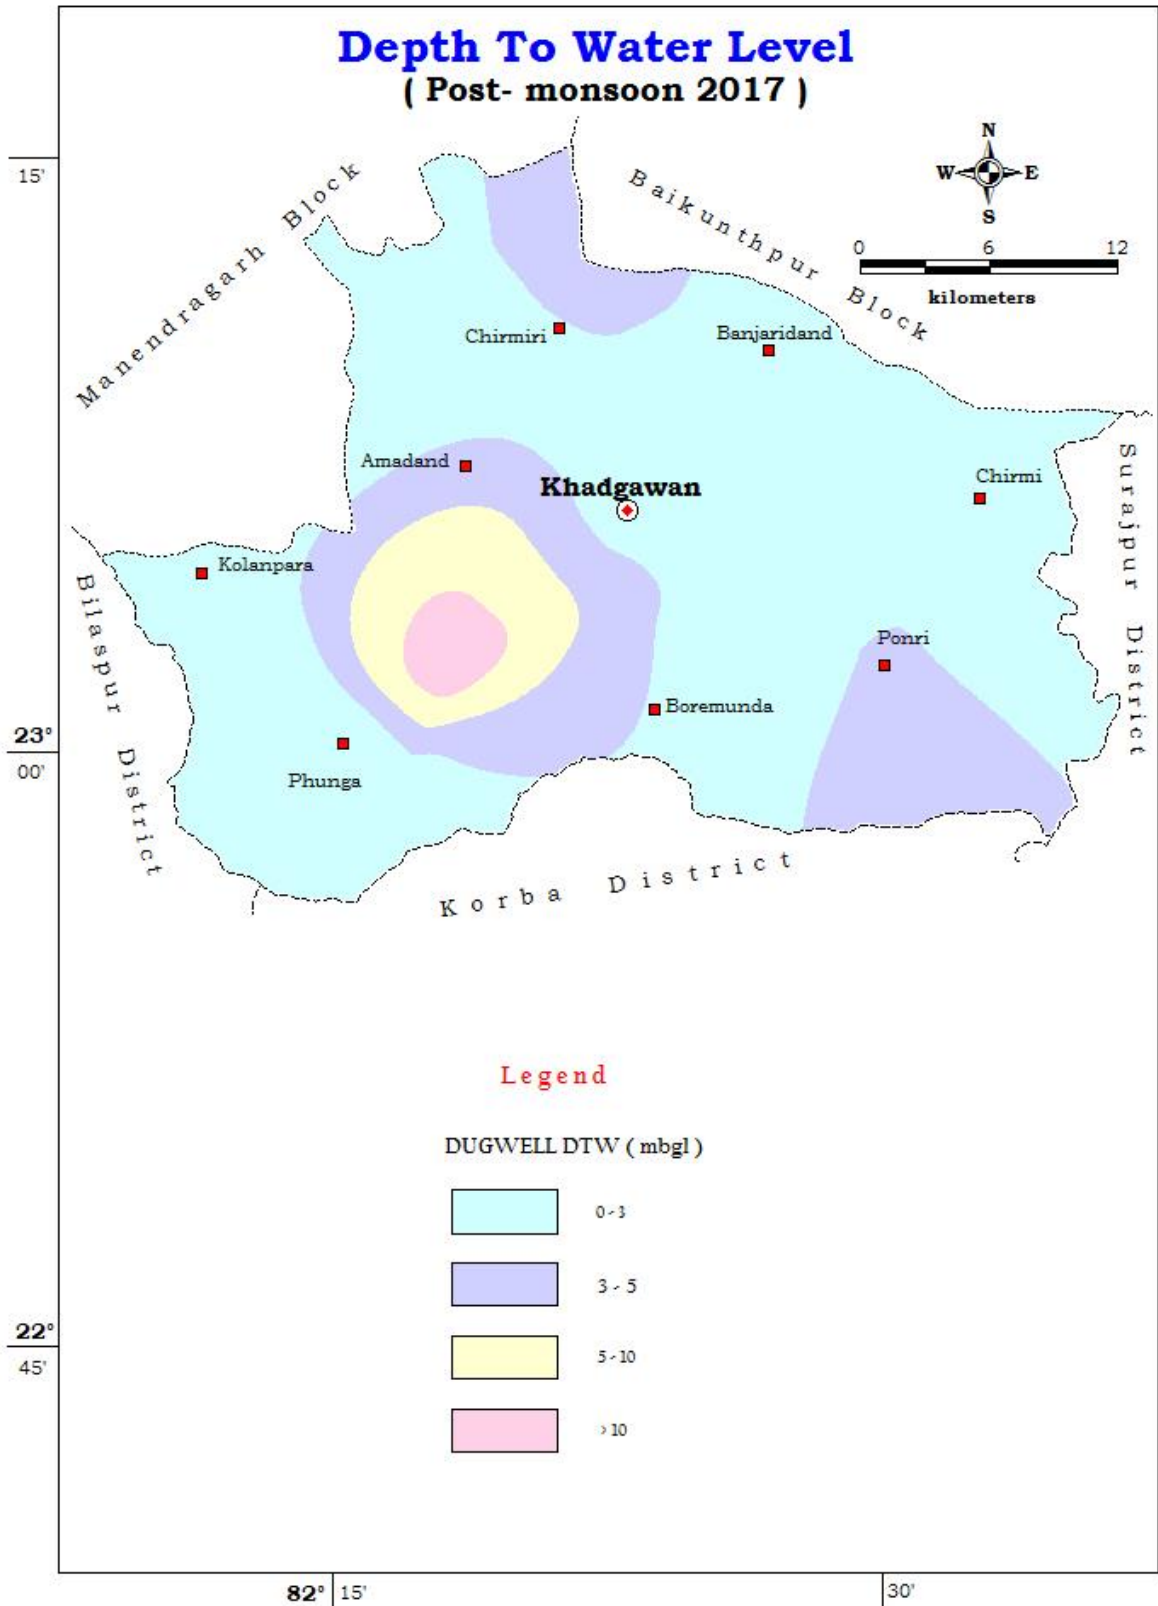 Depth To Water Level
( Post- monsoon 2017 )
N
W E
S
15'
Manendragarh Block
Baikunthpur Block
0 6 12
kilometers
Chirmiri
Banjaridand
Amadand
Khadgawan
Chirmi
Surajpur District
Kolanpara
Bilaspur District
Ponri
Boremunda
23°
00'
Phunga
Korba District
Legend
DUGWELL DTW ( mbgl )
0 - 3
3 - 5
5 - 10
> 10
22°
45'
82° 15' 30'